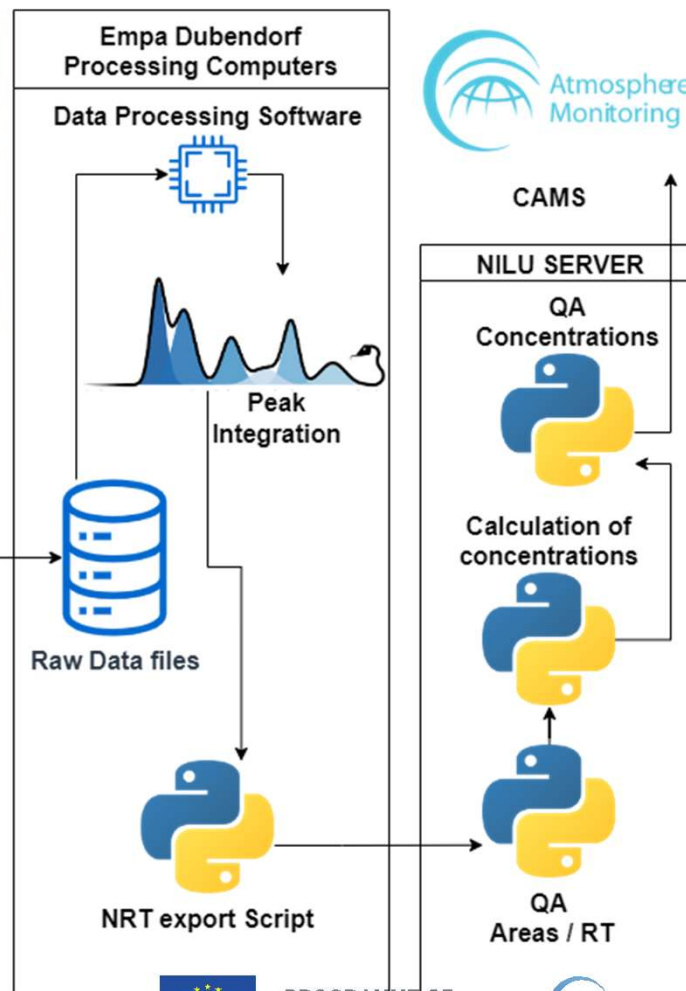 Empa Dubendorf
Processing Computers
Data Processing Software
Peak
Integration
Raw Data files
NRT export Script
Atmosphere
Monitoring
CAMS
NILU SERVER
QA
Concentrations
Calculation of
concentrations
QA
Areas / RT